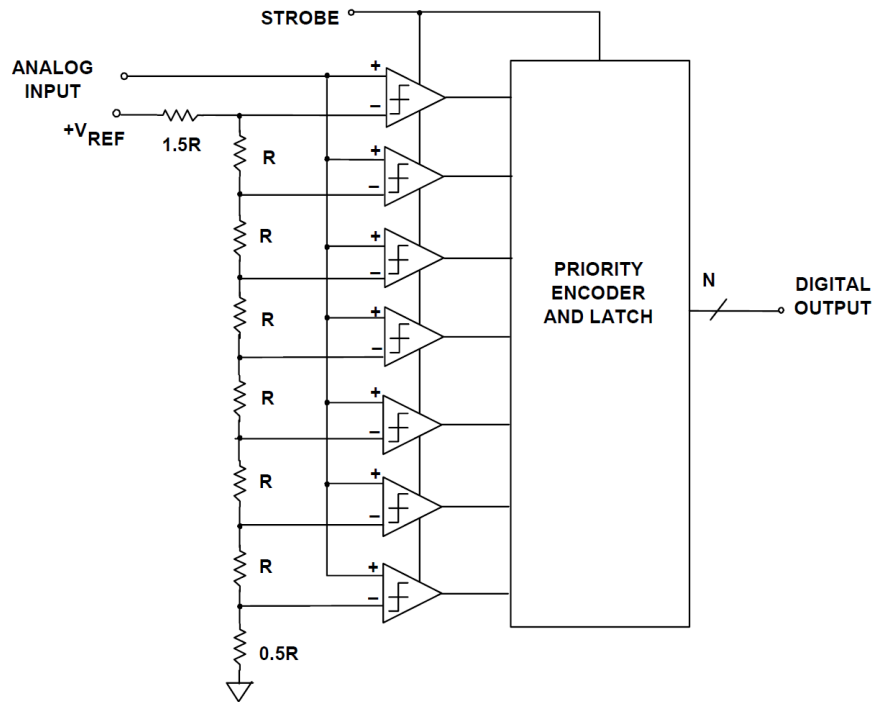 STROBE
ANALOG
INPUT
+VREF
1.5R
+
−
R
+
−
R
+
−
R
+
−
R
+
−
R
+
−
R
+
−
0.5R
PRIORITY
ENCODER
AND LATCH
N
DIGITAL
OUTPUT